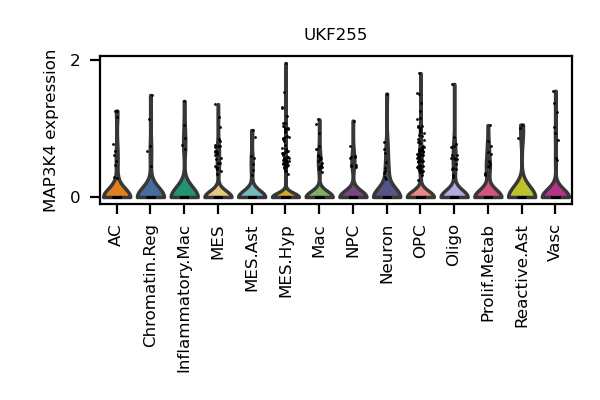 UKF255
MAP3K4 expression
2
0
AC
Chromatin.Reg
Inflammatory.Mac
MES
MES.Ast
MES.Hyp
Mac
NPC
Neuron
OPC
Oligo
Prolif.Metab
Reactive.Ast
Vasc